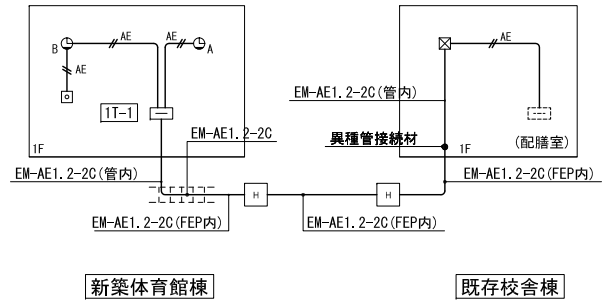 AE
AE
B
A
AE
1T-1
1F
EM-AE1.2-2C
EM-AE1.2-2C(管内)
EM-AE1.2-2C(FEP内)
H
EM-AE1.2-2C(FEP内)
H
AE
EM-AE1.2-2C(管内)
異種管接続材
(配膳室)
1F
EM-AE1.2-2C(FEP内)
新築体育館棟
既存校舎棟